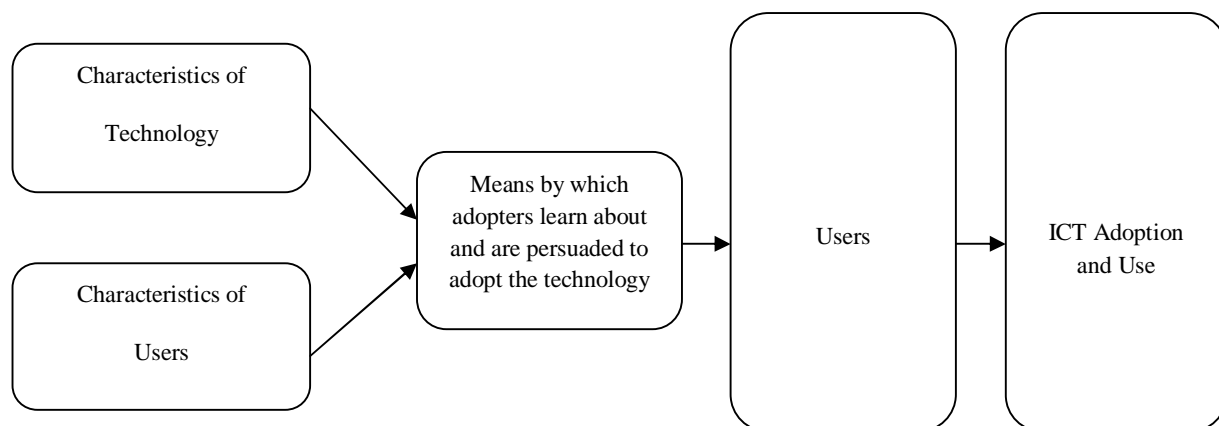 Characteristics of
Technology
Characteristics of
Users
Means by which
adopters learn about
and are persuaded to
adopt the technology
Users
ICT Adoption
and Use